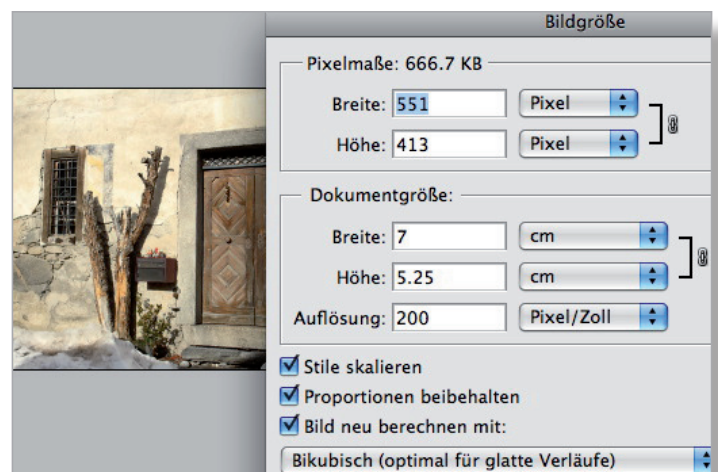 Bildgröße
Pixelmaße: 666.7 KB
Breite: 551 Pixel
Höhe: 413 Pixel
Dokumentgröße:
Breite: 7 cm
Höhe: 5.25 cm
Auflösung: 200 Pixel/Zoll
Stile skalieren
Proportionen beibehalten
Bild neu berechnen mit:
Bikubisch (optimal für glatte Verläufe)